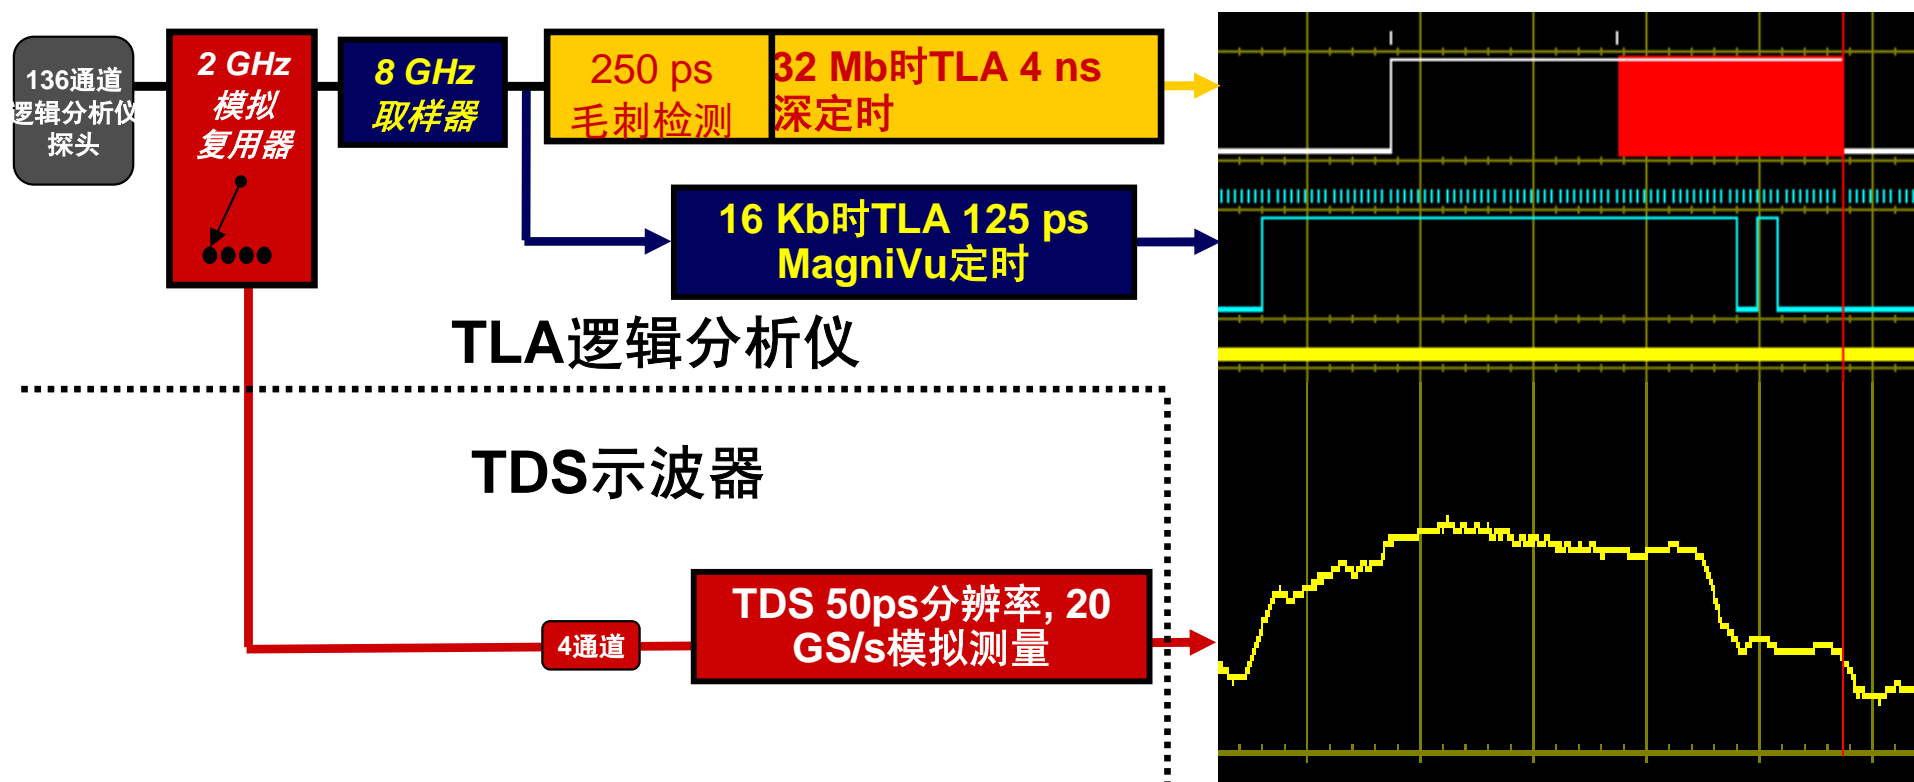 136通道
逻辑分析仪
探头
2 GHz
模拟
复用器
8 GHz
取样器
250 ps
毛刺检测
32 Mb时TLA 4 ns
深定时
16 Kb时TLA 125 ps
MagniVu定时
TLA逻辑分析仪
TDS示波器
4通道
TDS 50ps分辨率, 20
GS/s模拟测量